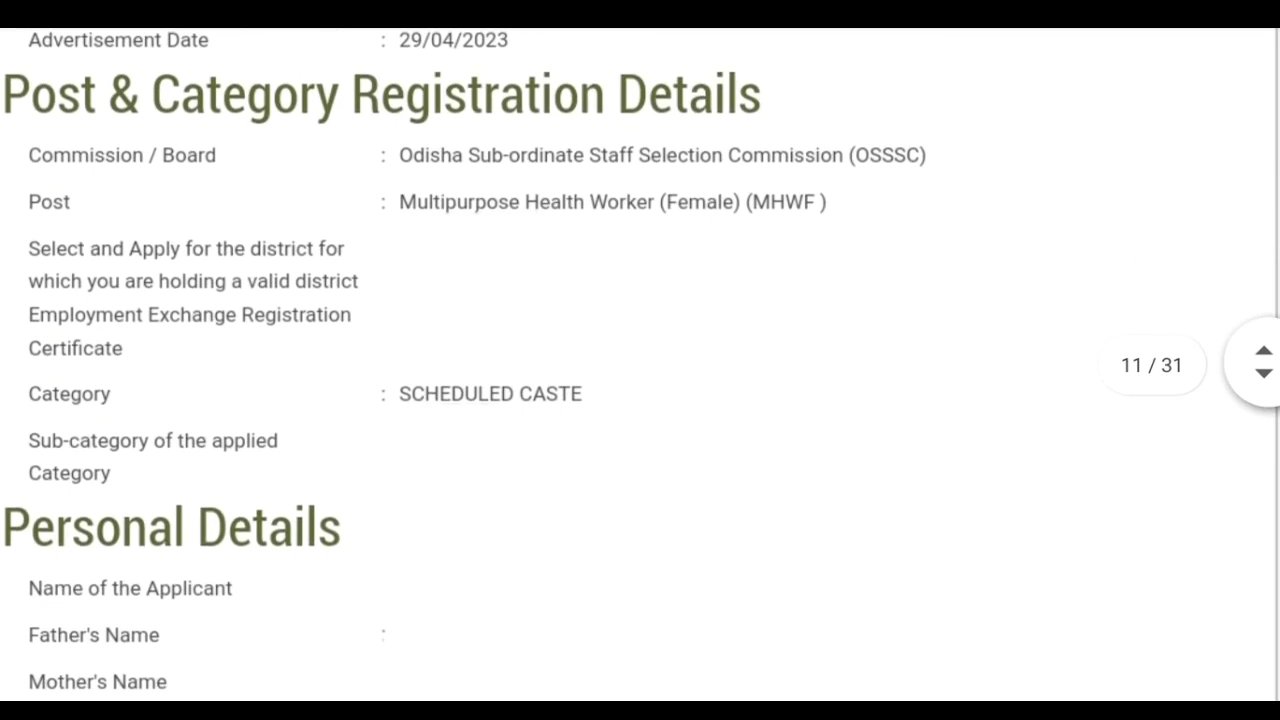 Advertisement Date : 29/04/2023
Post & Category Registration Details
Commission / Board : Odisha Sub-ordinate Staff Selection Commission (OSSSC)
Post : Multipurpose Health Worker (Female) (MHWF )
Select and Apply for the district for
which you are holding a valid district
Employment Exchange Registration
Certificate
11 / 31
Category : SCHEDULED CASTE
Sub-category of the applied
Category
Personal Details
Name of the Applicant
Father's Name :
Mother's Name